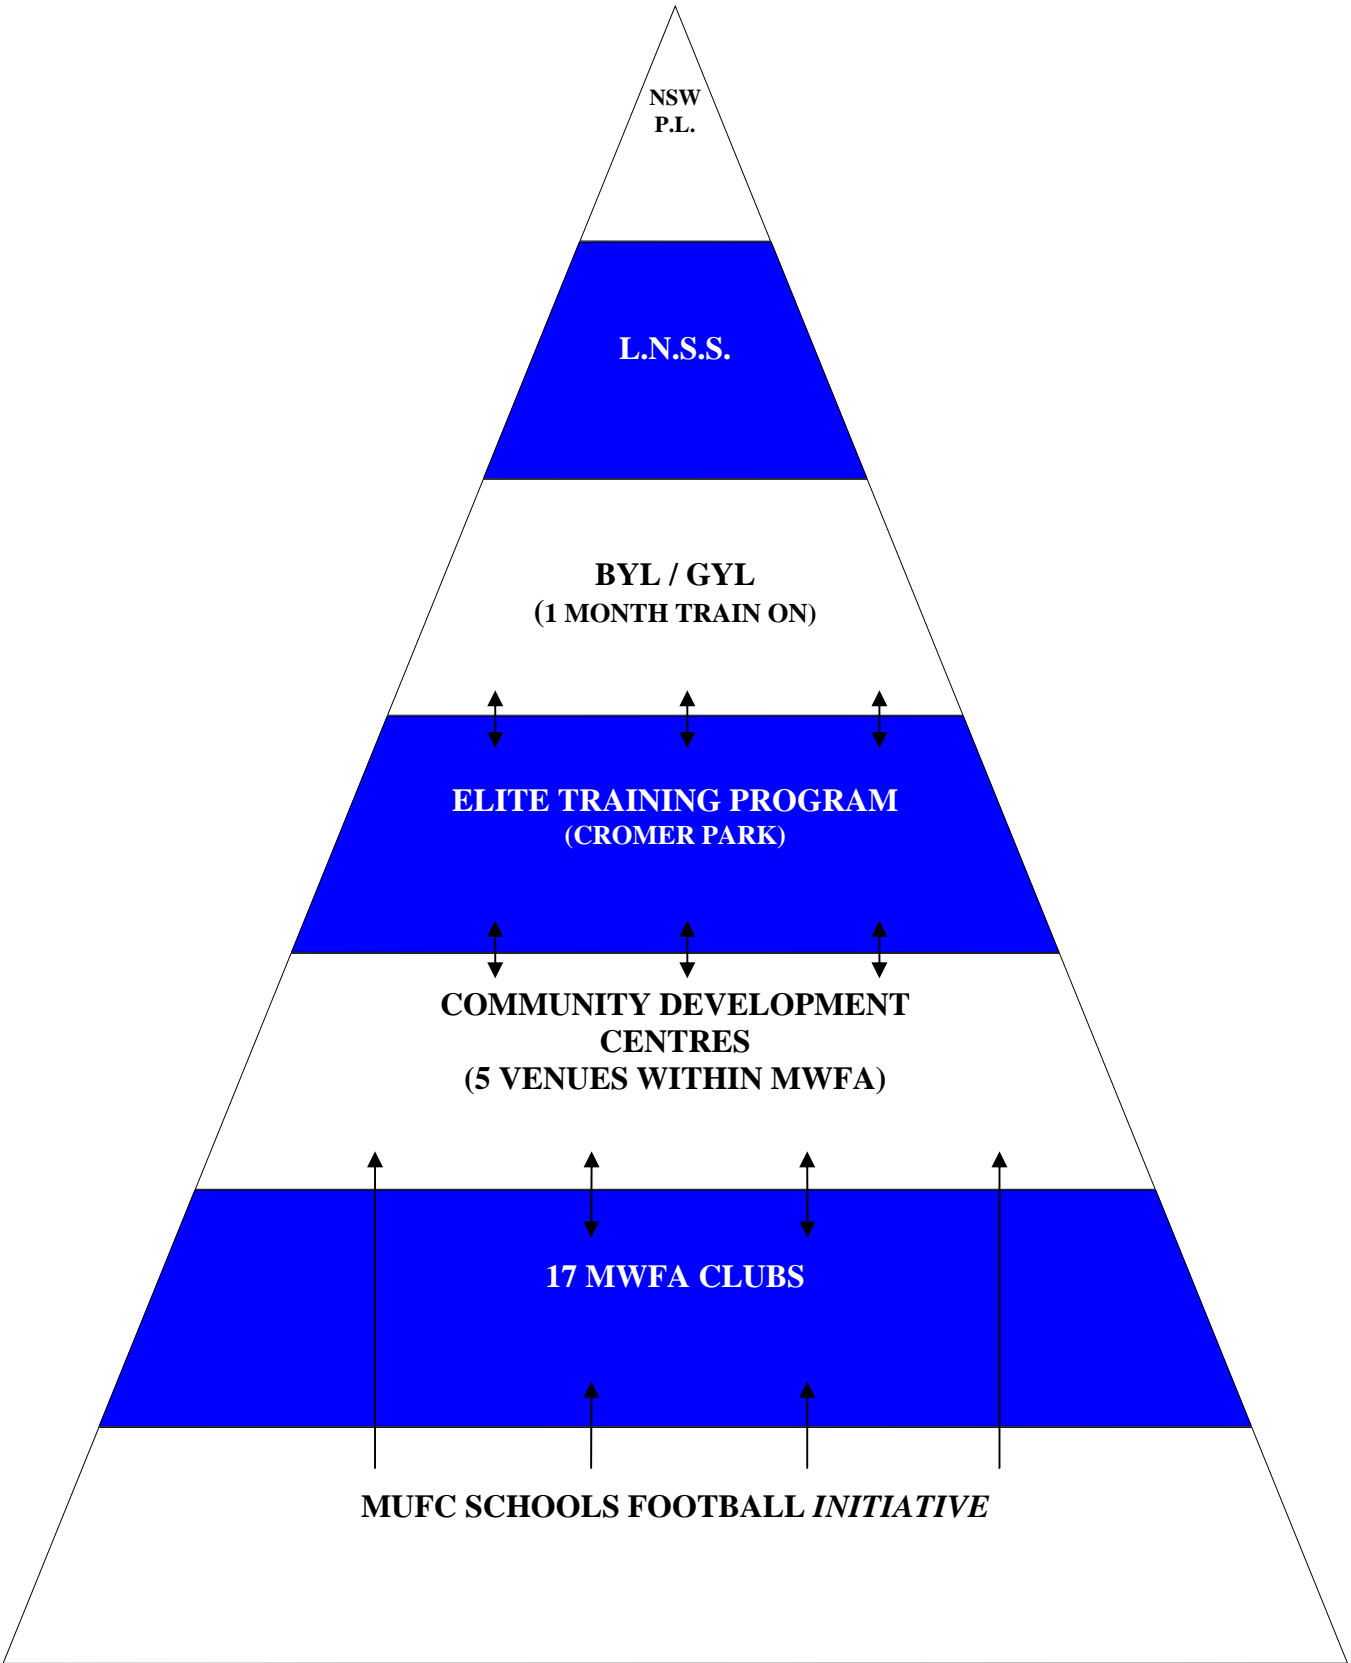 NSW
P.L.
L.N.S.S.
BYL / GYL
(1 MONTH TRAIN ON)
ELITE TRAINING PROGRAM
(CROMER PARK)
COMMUNITY DEVELOPMENT
CENTRES
(5 VENUES WITHIN MWFA)
17 MWFA CLUBS
MUFC SCHOOLS FOOTBALL INITIATIVE